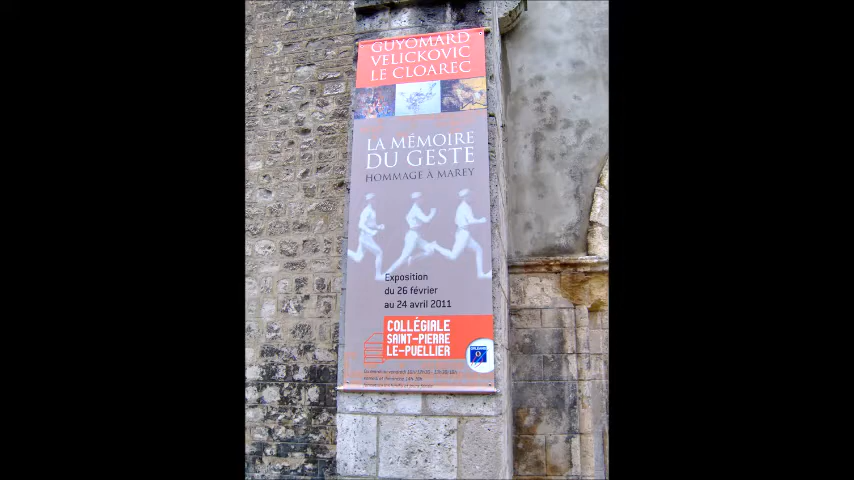 GUYOMARD
VELICKOVIC
LE CLOAREC
LA MÉMOIRE
DU GESTE
HOMMAGE À MAREY
Exposition
du 26 février
au 24 avril 2011
COLLÉGIALE
SAINT-PIERRE
LE-PUELLIER
ORLÉANS